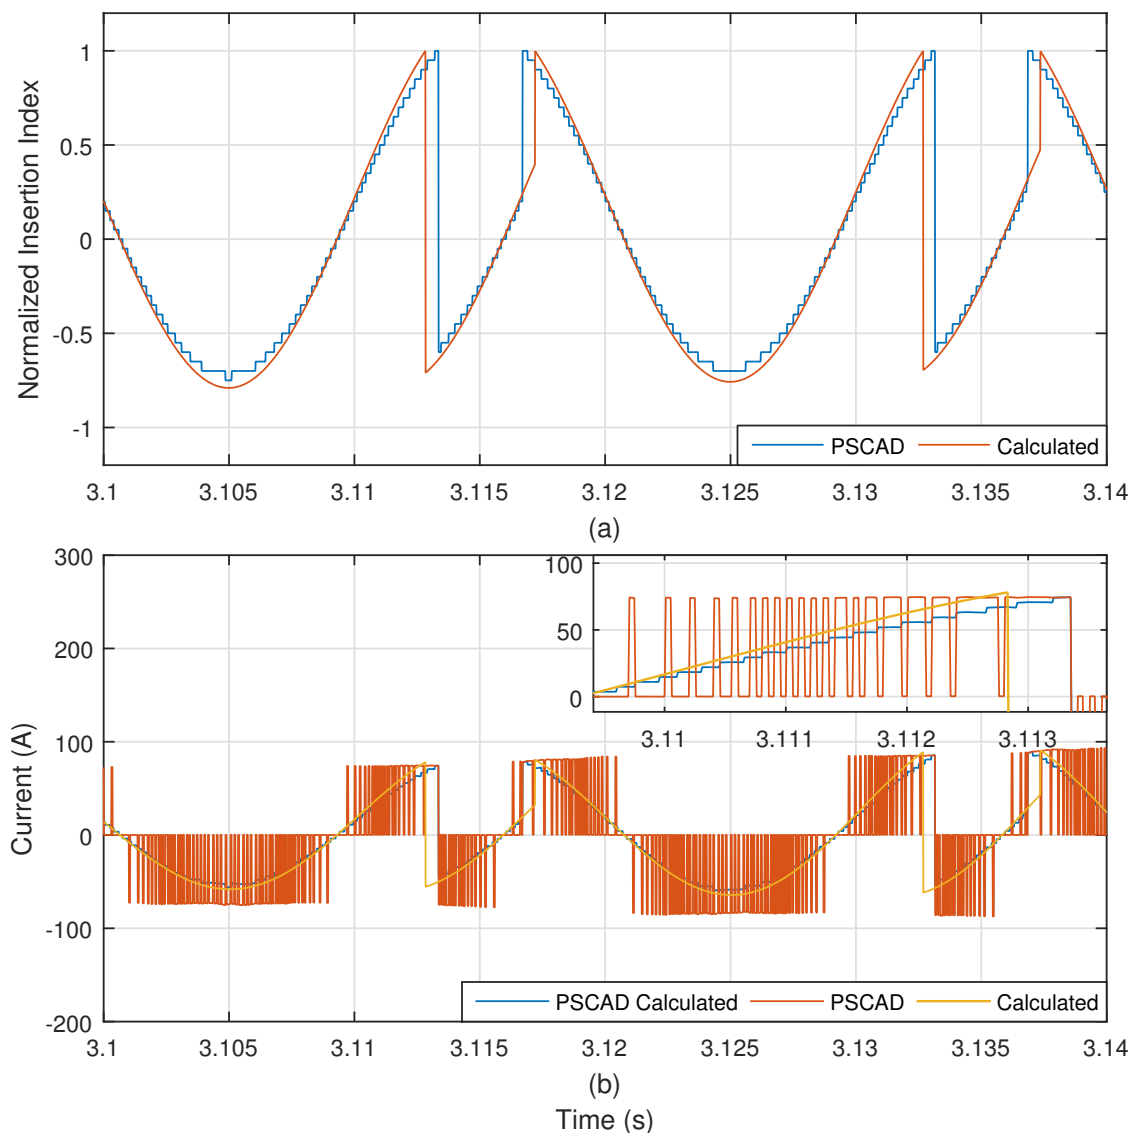 Normalized Insertion Index
1
0.5
0
-0.5
-1
PSCAD Calculated
3.1 3.105 3.11 3.115 3.12 3.125 3.13 3.135 3.14
(a)
Current (A)
300
200
100
0
-100
-200
100
50
0
3.11 3.111 3.112 3.113
PSCAD Calculated PSCAD Calculated
3.1 3.105 3.11 3.115 3.12 3.125 3.13 3.135 3.14
(b)
Time (s)